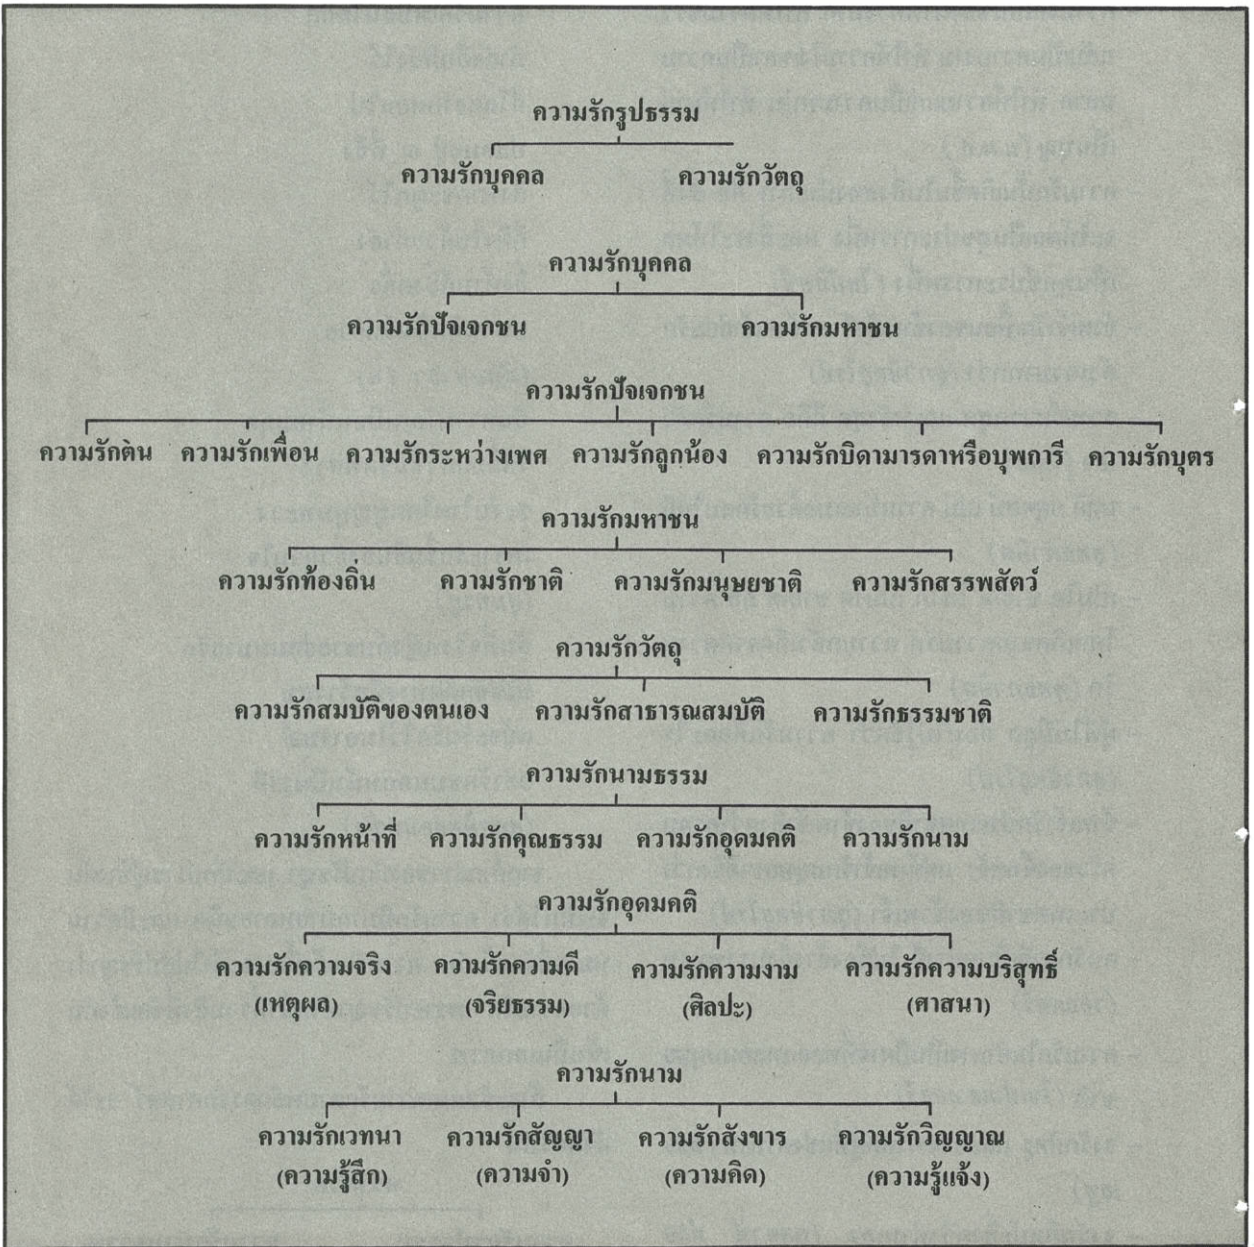 ความรักรูปธรรม
ความรักบุคคล ความรักวัตถุ
ความรักบุคคล
ความรักปัจเจกชน ความรักมหาชน
ความรักปัจเจกชน
ความรักตน ความรักเพื่อน ความรักระหว่างเพศ ความรักลูกน้อง ความรักบิดามารดาหรือบุพการี ความรักบุตร
ความรักมหาชน
ความรักท้องถิ่น ความรักชาติ ความรักมนุษยชาติ ความรักสรรพสัตว์
ความรักวัตถุ
ความรักสมบัติของตนเอง ความรักสาธารณสมบัติ ความรักธรรมชาติ
ความรักนามธรรม
ความรักหน้าที่ ความรักคุณธรรม ความรักอุดมคติ ความรักนาม
ความรักอุดมคติ
ความรักความจริง ความรักความดี ความรักความงาม ความรักความบริสุทธิ์
(เหตุผล) (จริยธรรม) (ศิลปะ) (ศาสนา)
ความรักนาม
ความรักเวทนา ความรักสัญญา ความรักสังขาร ความรักวิญญาณ
(ความรู้สึก) (ความจำ) (ความคิด) (ความรู้แจ้ง)